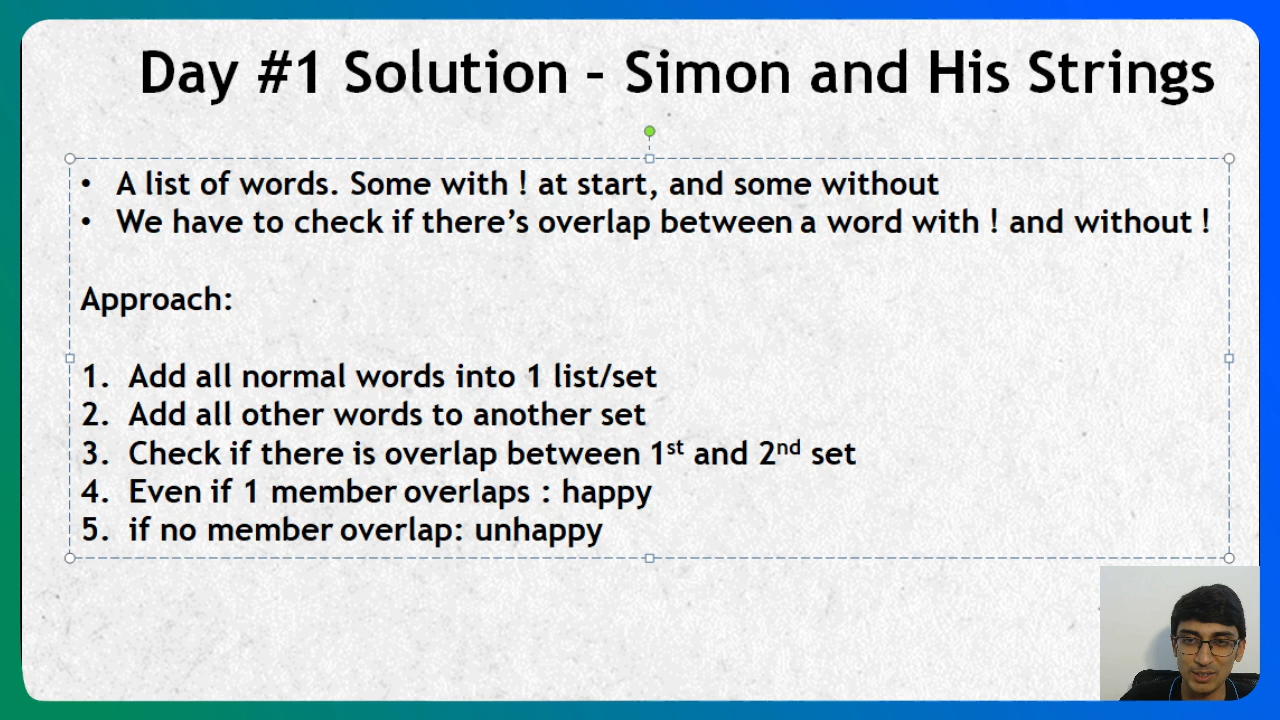 Day #1 Solution - Simon and His Strings
• A list of words. Some with ! at start, and some without
• We have to check if there’s overlap between a word with ! and without !
Approach:
1. Add all normal words into 1 list/set
2. Add all other words to another set
3. Check if there is overlap between 1st and 2nd set
4. Even if 1 member overlaps : happy
5. if no member overlap: unhappy